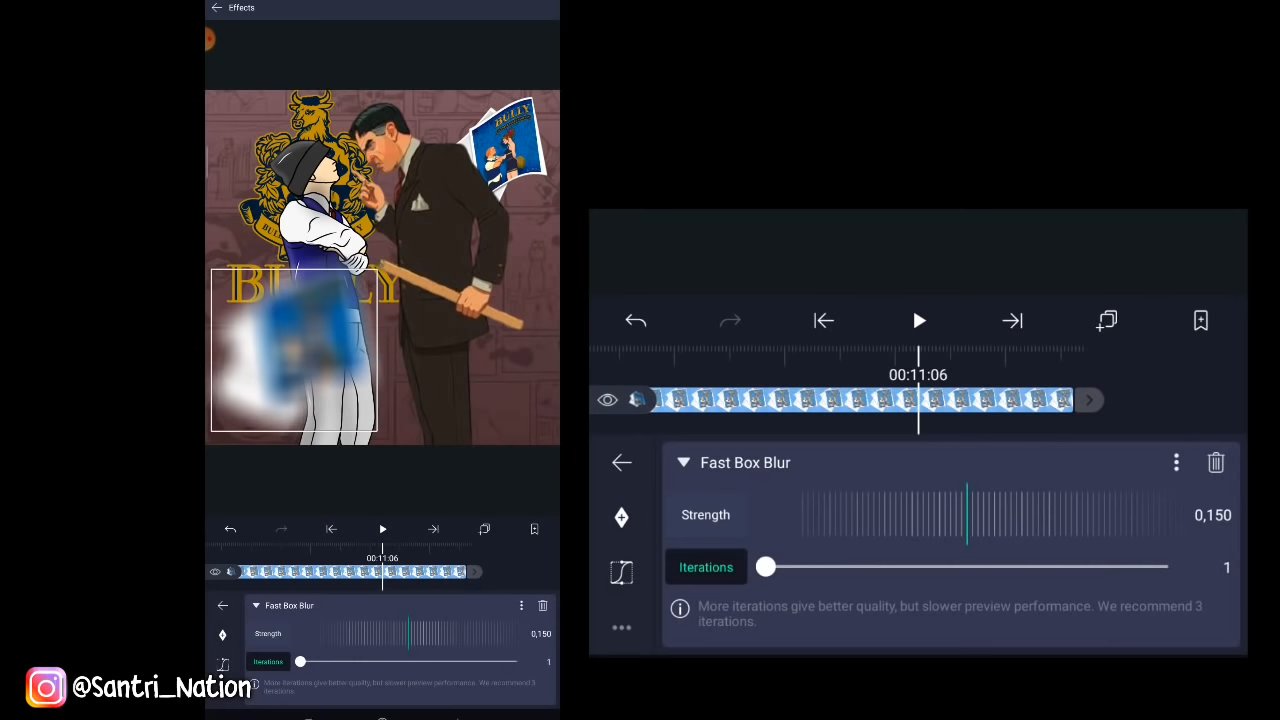 Effects
BULLY
BULLY
00:11:06
Fast Box Blur
Strength
0,150
Iterations
1
More iterations give better quality, but slower preview performance. We recommend 3
iterations.
00:11:06
Fast Box Blur
Strength
0,150
Iterations
1
More iterations give better quality, but slower preview performance. We recommend 3
iterations.
@Santri_Nation